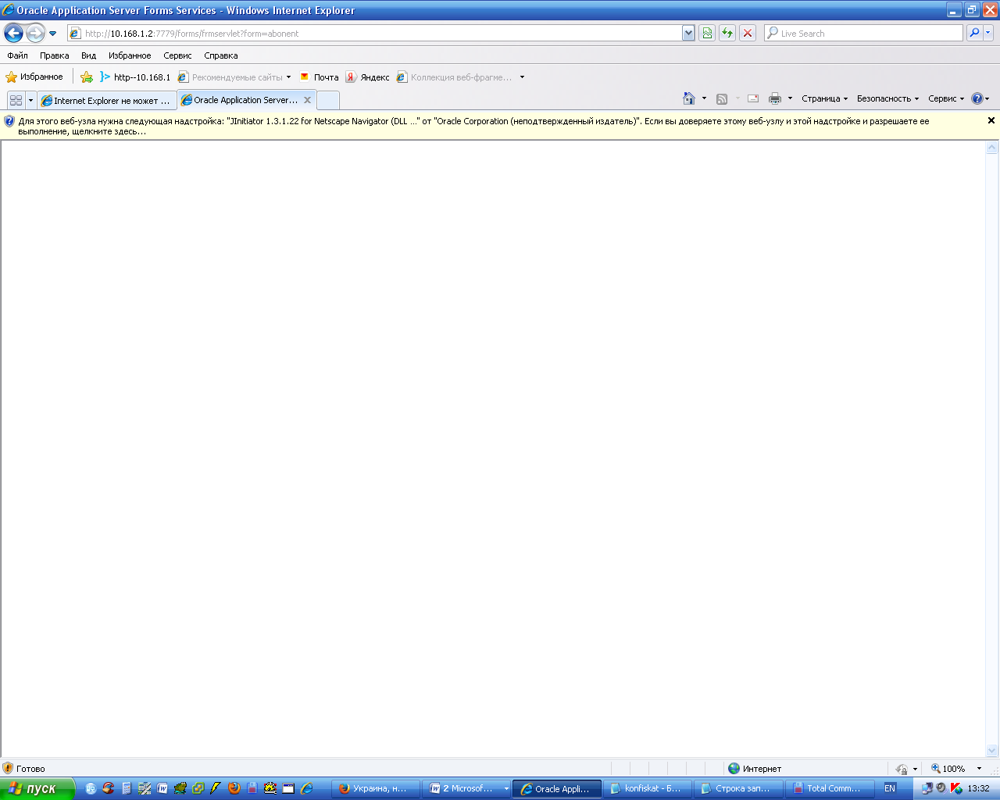 Oracle Application Server Forms Services - Windows Internet Explorer
http://10.168.1.2:7779/forms/frmservlet?form=abonent
Live Search
Файл Правка Вид Избранное Сервис Справка
Избранное http--10.168.1 Рекомендуемые сайты Почта Яндекс Коллекция веб-фрагме...
Internet Explorer не может ... Oracle Application Server... Страница Безопасность Сервис
Для этого веб-узла нужна следующая надстройка: "JInitiator 1.3.1.22 for Netscape Navigator (DLL ..." от "Oracle Corporation (неподтвержденный издатель)". Если вы доверяете этому веб-узлу и этой надстройке и разрешаете ее
выполнение, щелкните здесь...
Готово Интернет 100%
пуск Украина, н... 2 Microsof... Oracle Appli... konfiskat - Б... Строка зап... Total Comm... EN 13:32